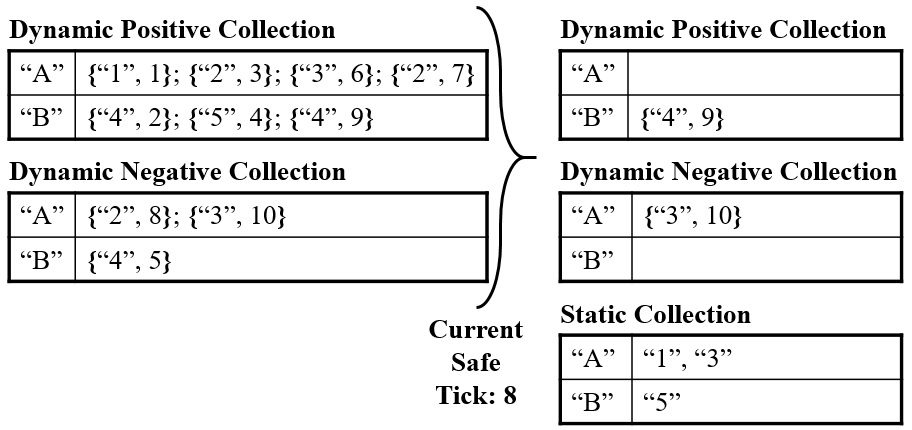 Dynamic Positive Collection
“A” {“1”, 1}; {“2”, 3}; {“3”, 6}; {“2”, 7}
“B” {“4”, 2}; {“5”, 4}; {“4”, 9}
Dynamic Negative Collection
“A” {“2”, 8}; {“3”, 10}
“B” {“4”, 5}
Current
Safe
Tick: 8
Dynamic Positive Collection
“A”
“B” {“4”, 9}
Dynamic Negative Collection
“A” {“3”, 10}
“B”
Static Collection
“A” “1”, “3”
“B” “5”